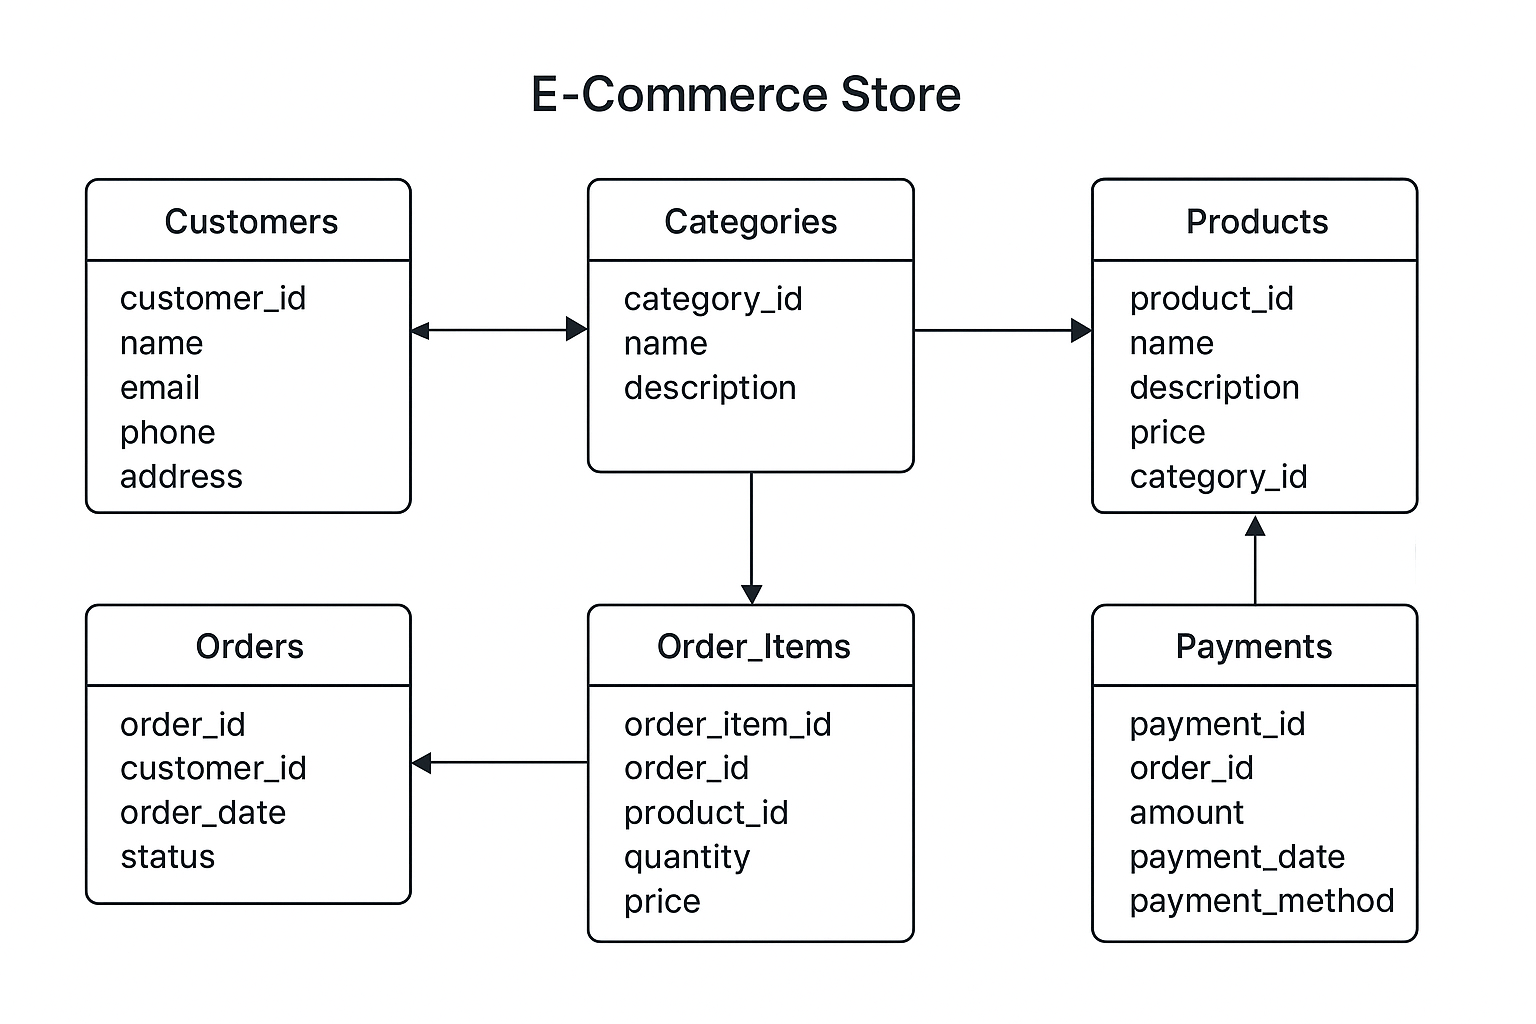 E-Commerce Store
Customers
customer_id
name
email
phone
address
Categories
category_id
name
description
Products
product_id
name
description
price
category_id
Orders
order_id
customer_id
order_date
status
Order_Items
order_item_id
order_id
product_id
quantity
price
Payments
payment_id
order_id
amount
payment_date
payment_method